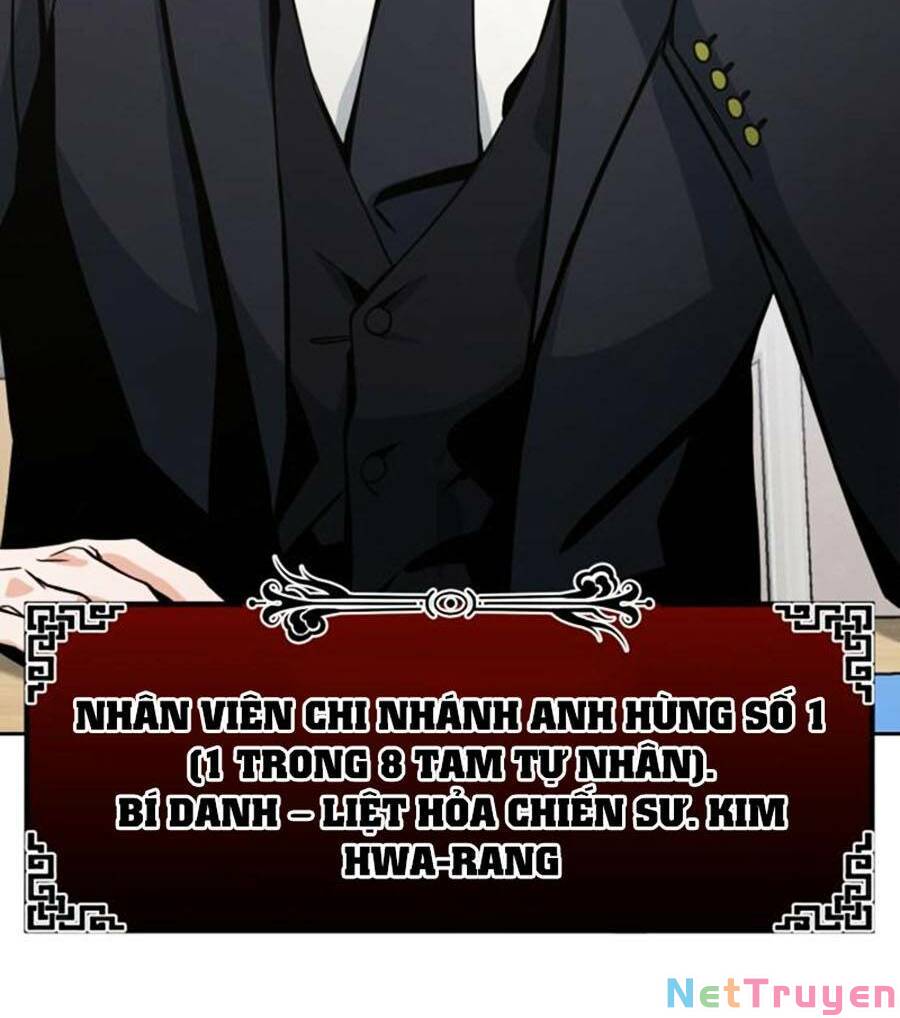 NHÂN VIÊN CHI NHÁNH ANH HÙNG SỐ 1
(1 TRONG 8 TAM TỰ NHÂN).
BÍ DANH – LIỆT HỎA CHIẾN SƯ. KIM
HWA-RANG
NetTruyen